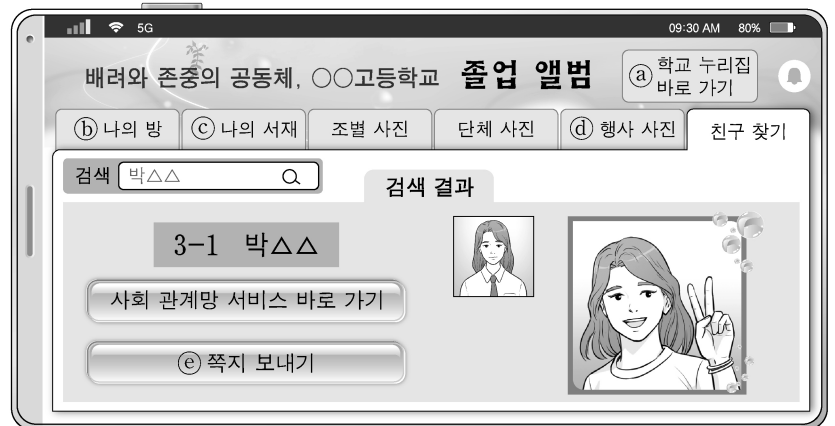 5G 09:30 AM 80%
배려와 존중의 공동체, ○○고등학교 졸업 앨범
ⓐ 학교 누리집
바로 가기
ⓑ 나의 방 ⓒ 나의 서재 조별 사진 단체 사진 ⓓ 행사 사진 친구 찾기
검색 박△△
검색 결과
3-1 박△△
사회 관계망 서비스 바로 가기
ⓔ 쪽지 보내기